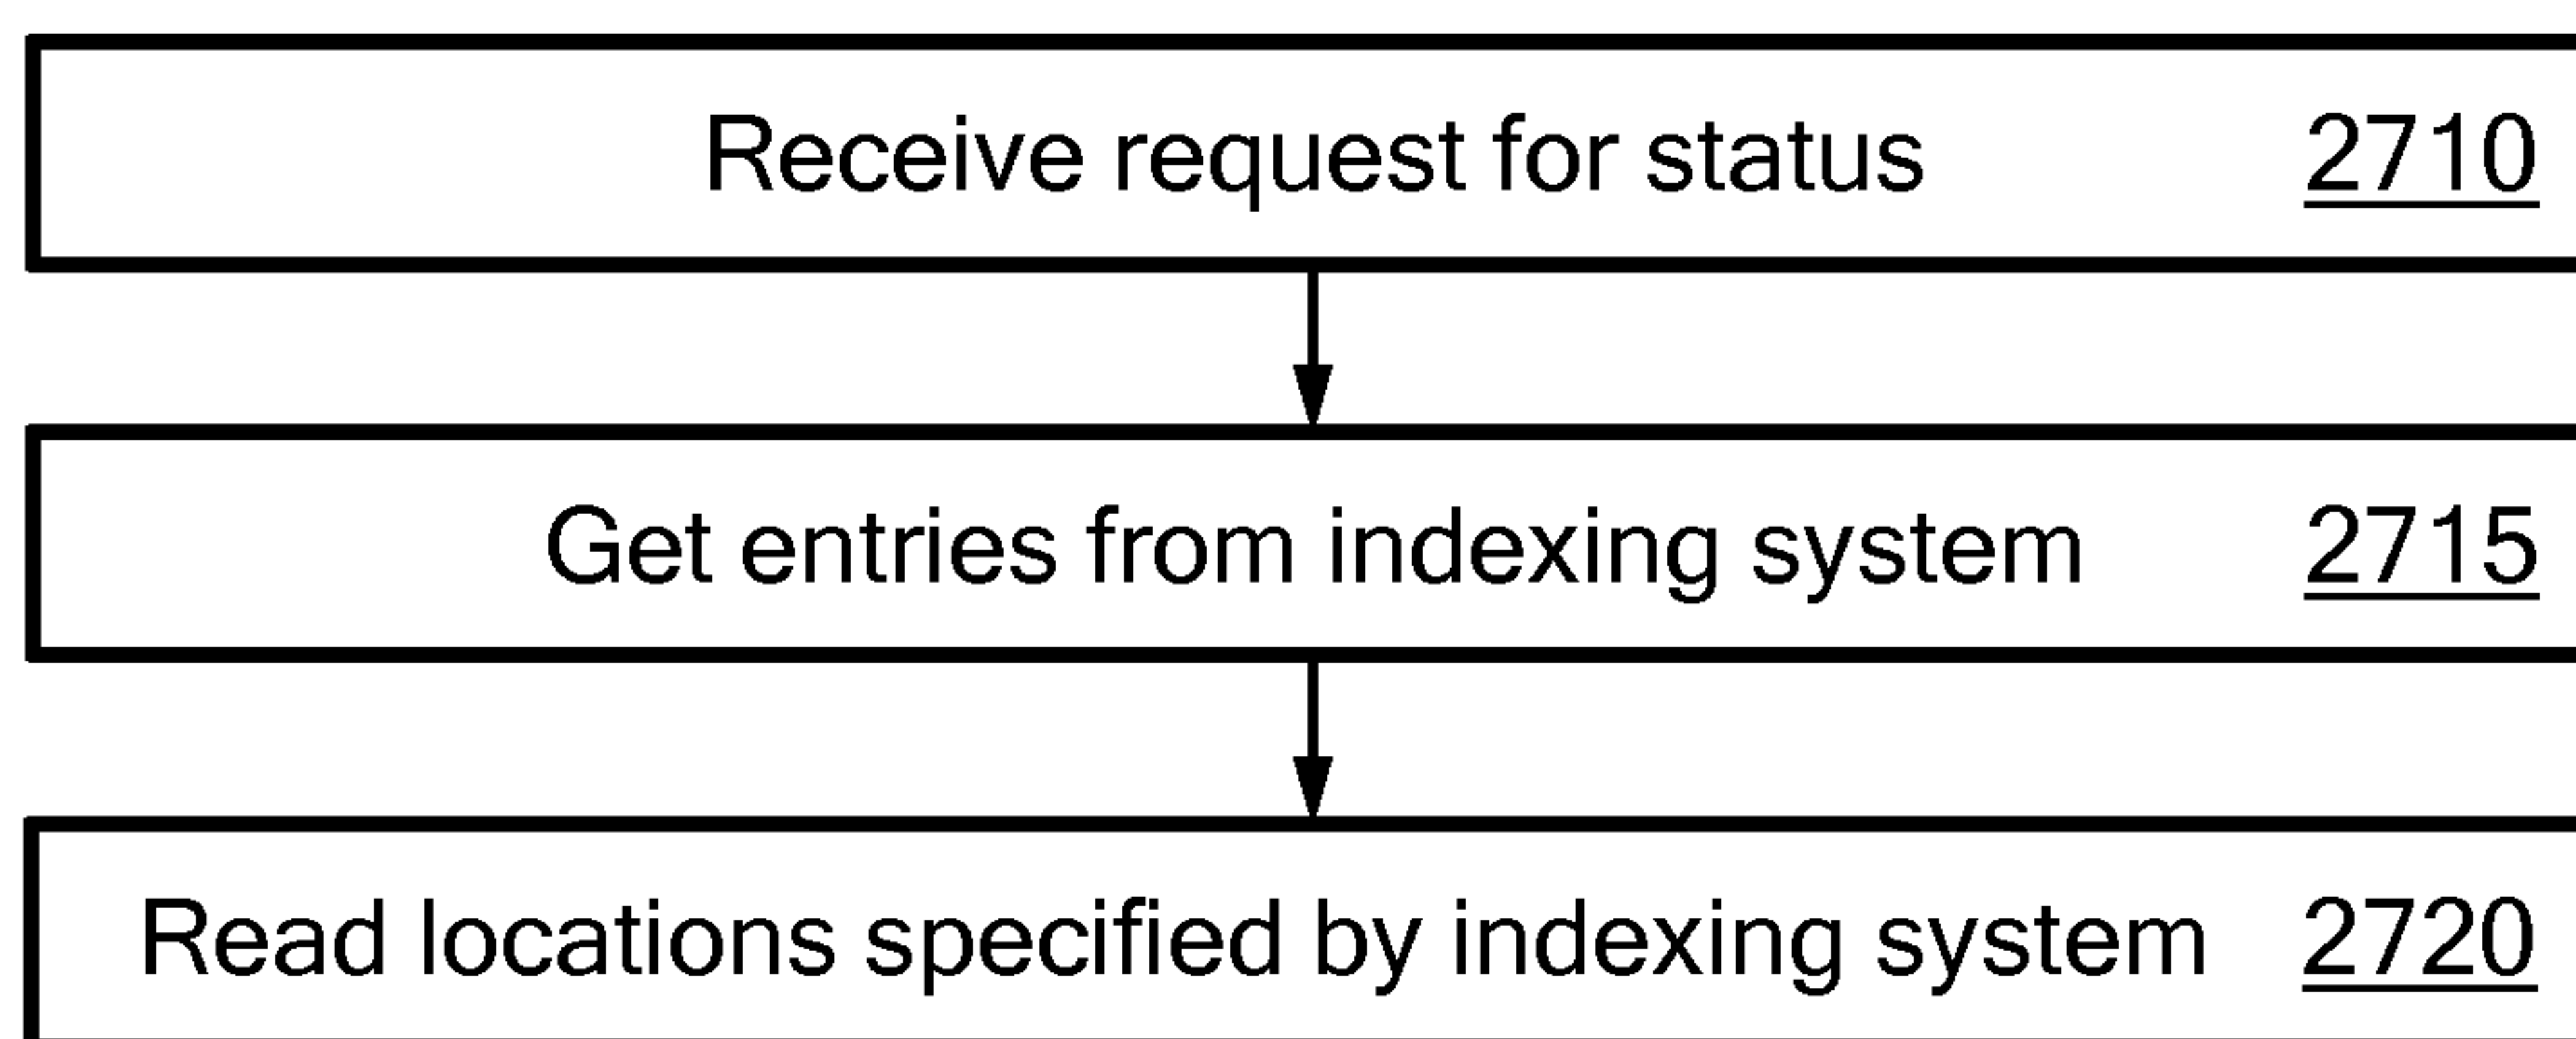 Receive request for status 2710
Get entries from indexing system 2715
Read locations specified by indexing system 2720